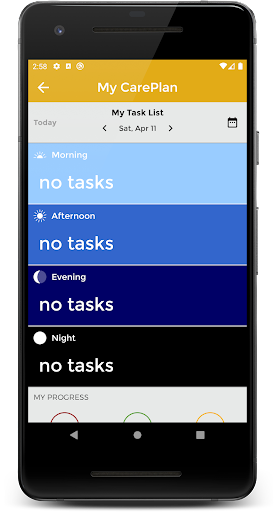 2:58
My CarePlan
My Task List
Today
Sat, Apr 11
Morning
no tasks
Afternoon
no tasks
Evening
no tasks
Night
no tasks
MY PROGRESS